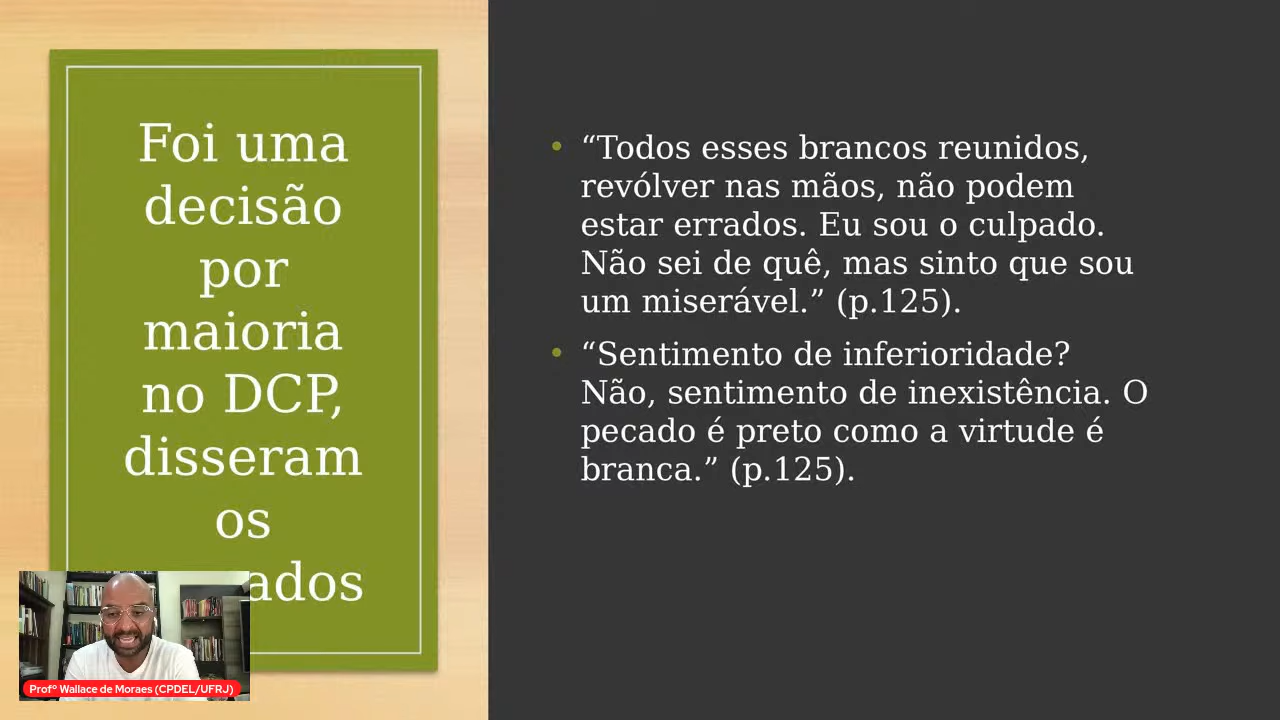 Foi uma
decisão
por
maioria
no DCP,
disseram
os
“Todos esses brancos reunidos,
revólver nas mãos, não podem
estar errados. Eu sou o culpado.
Não sei de quê, mas sinto que sou
um miserável.” (p.125).
“Sentimento de inferioridade?
Não, sentimento de inexistência. O
pecado é preto como a virtude é
branca.” (p.125).
Profº Wallace de Moraes (CPDEL/UFRJ)